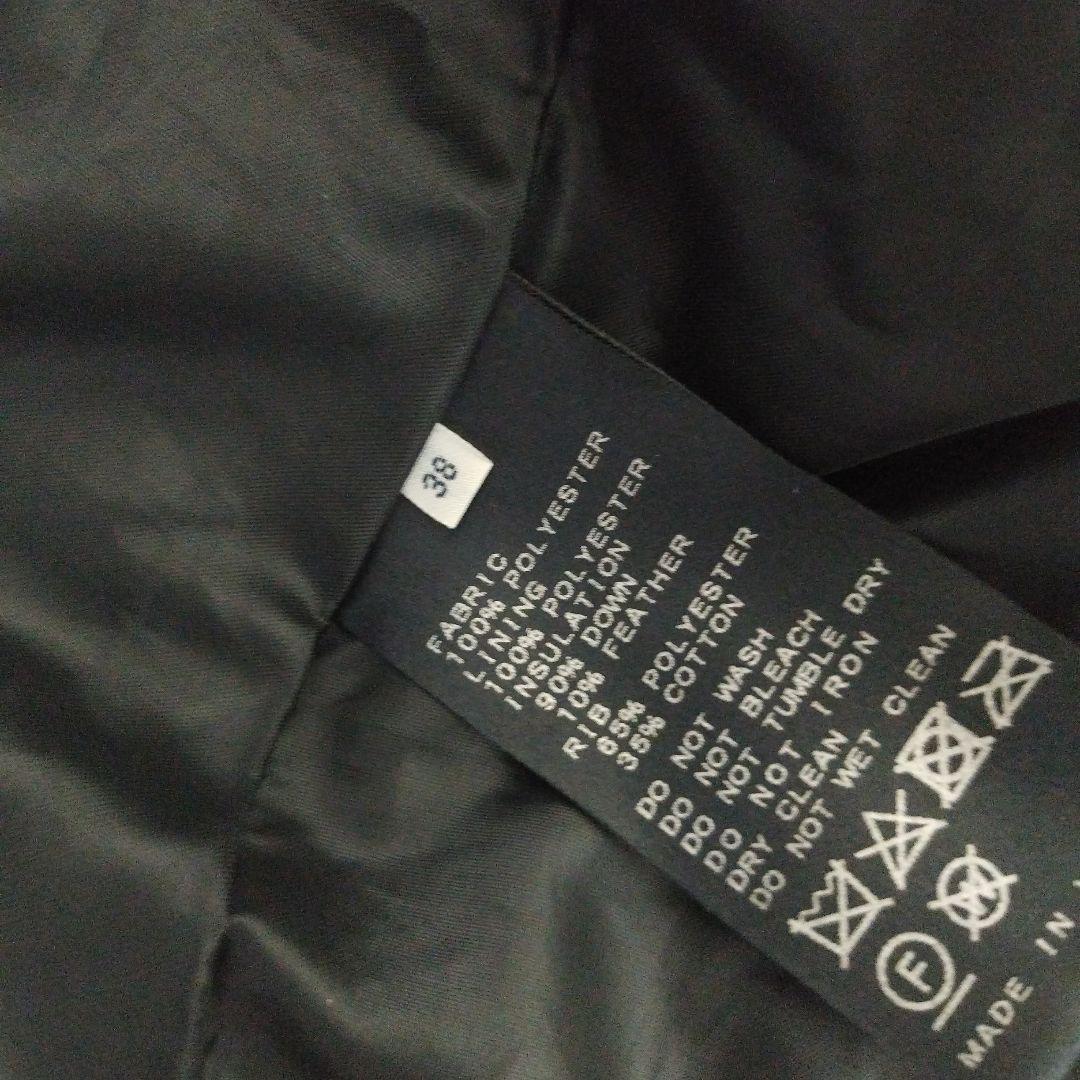 38
FABRIC
100% POLYESTER
LINING
100% POLYESTER
INSULATION
90% DOWN
10% FEATHER
RIB
65% POLYESTER
35% COTTON
DO NOT WASH
DO NOT BLEACH
DO NOT TUMBLE DRY
DO NOT IRON
DRY CLEAN
DO NOT WET CLEAN
W
F
MADE IN